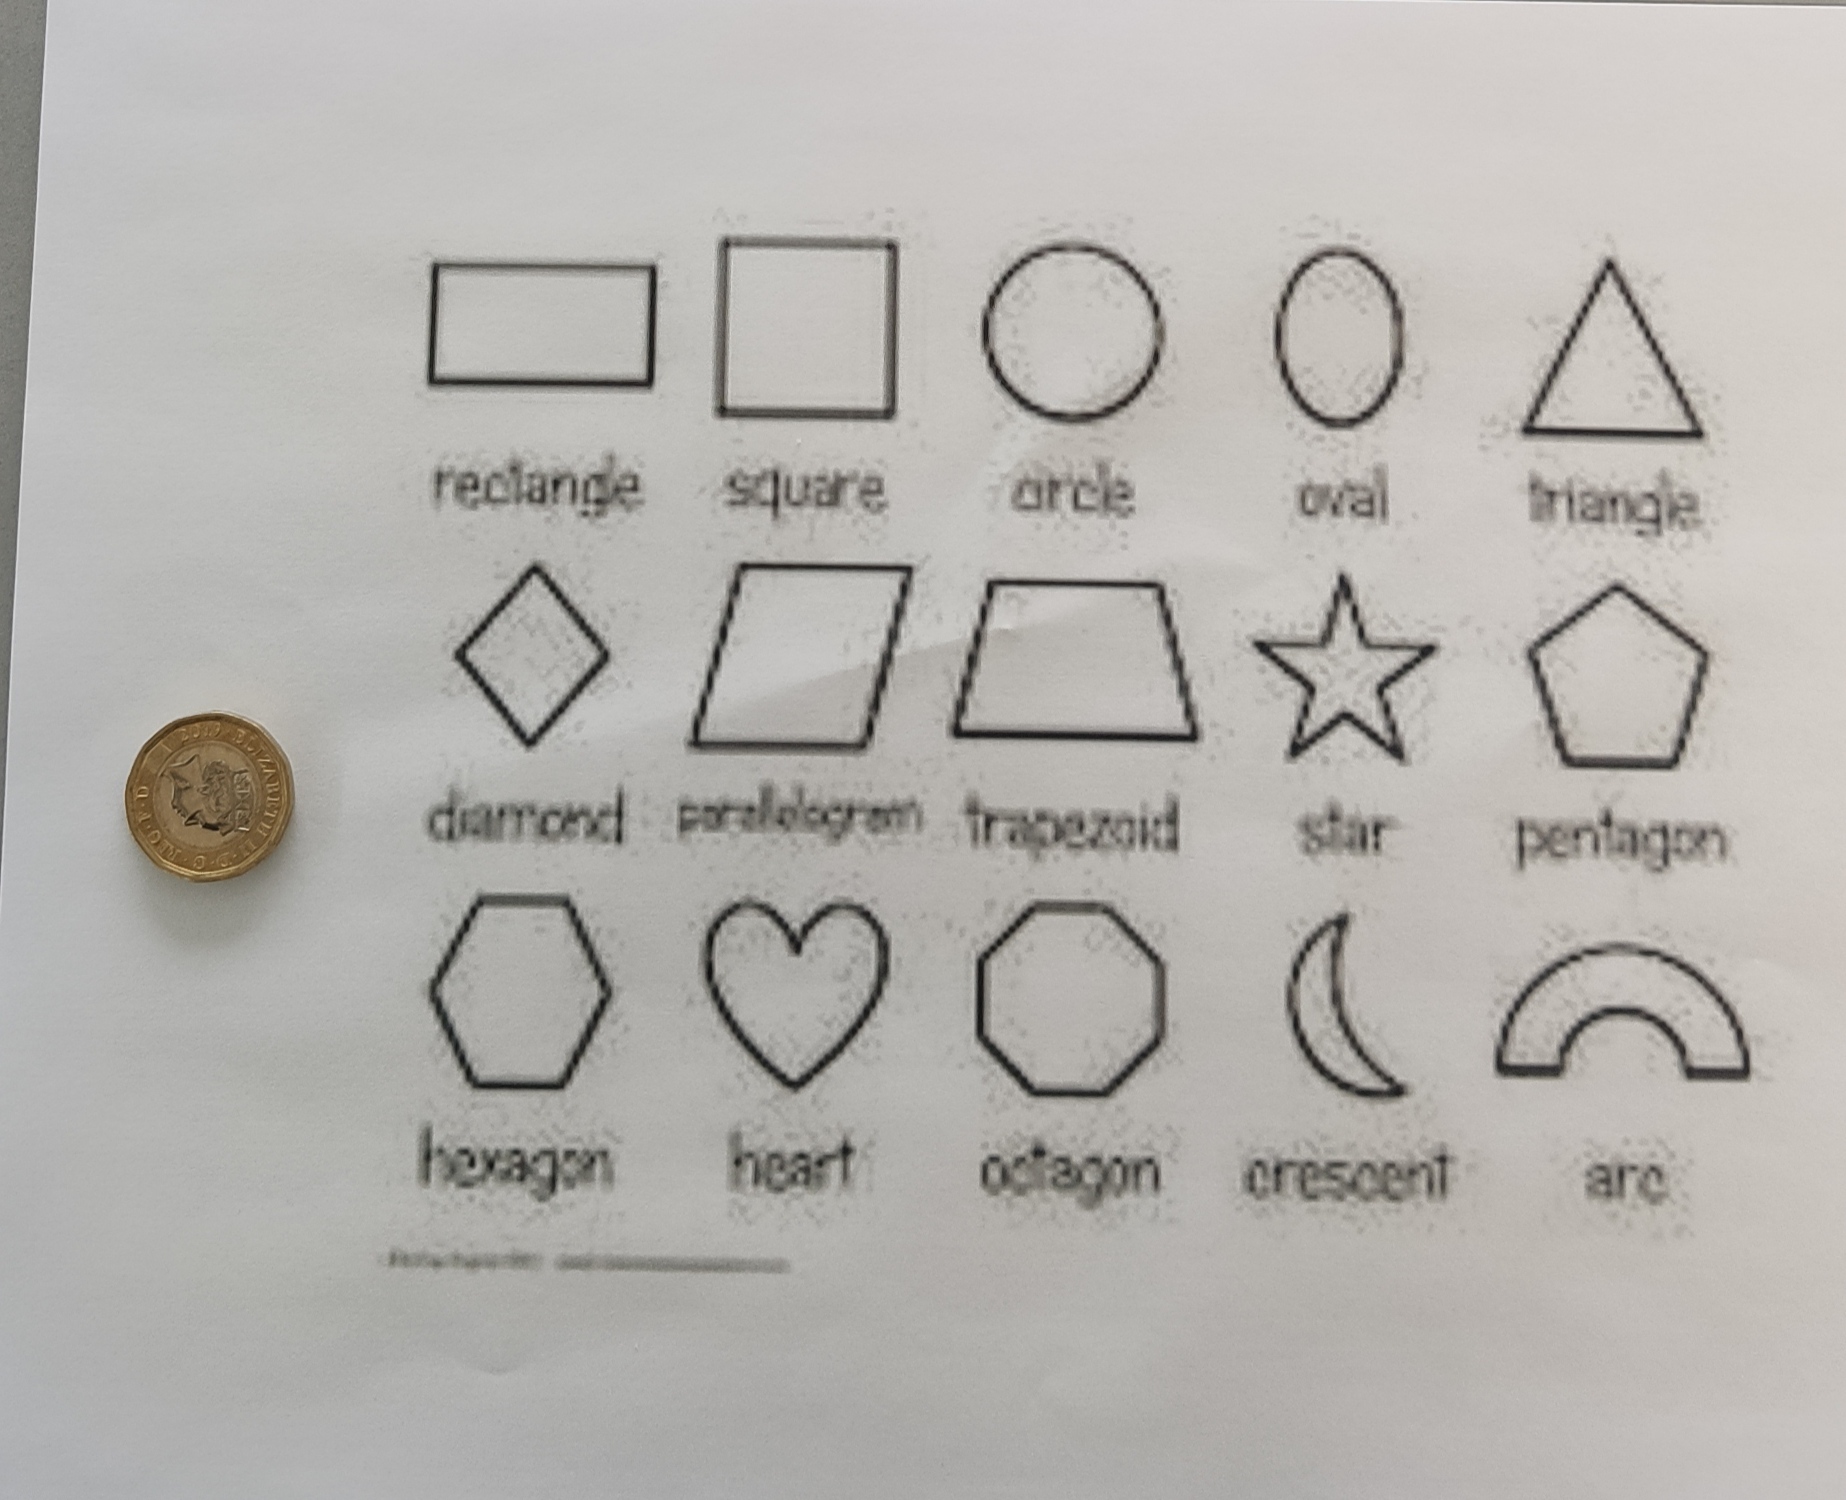 rectangle square circle oval triangle
diamond parallelogram trapezoid star pentagon
hexagon heart octagon crescent arc
2019 ELIZABETH II D G REG F D